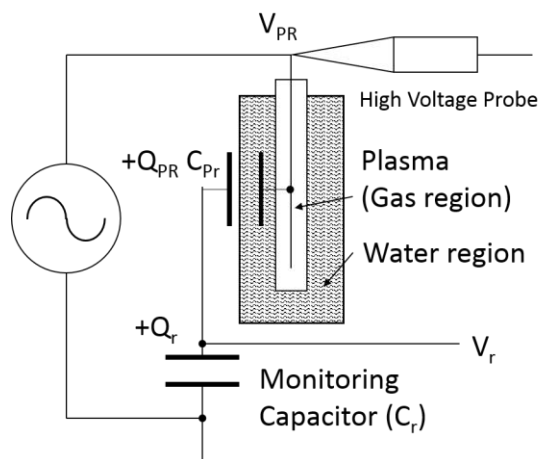 V_PR
High Voltage Probe
+Q_PR C_Pr
Plasma
(Gas region)
Water region
+Q_r
V_r
Monitoring
Capacitor (C_r)